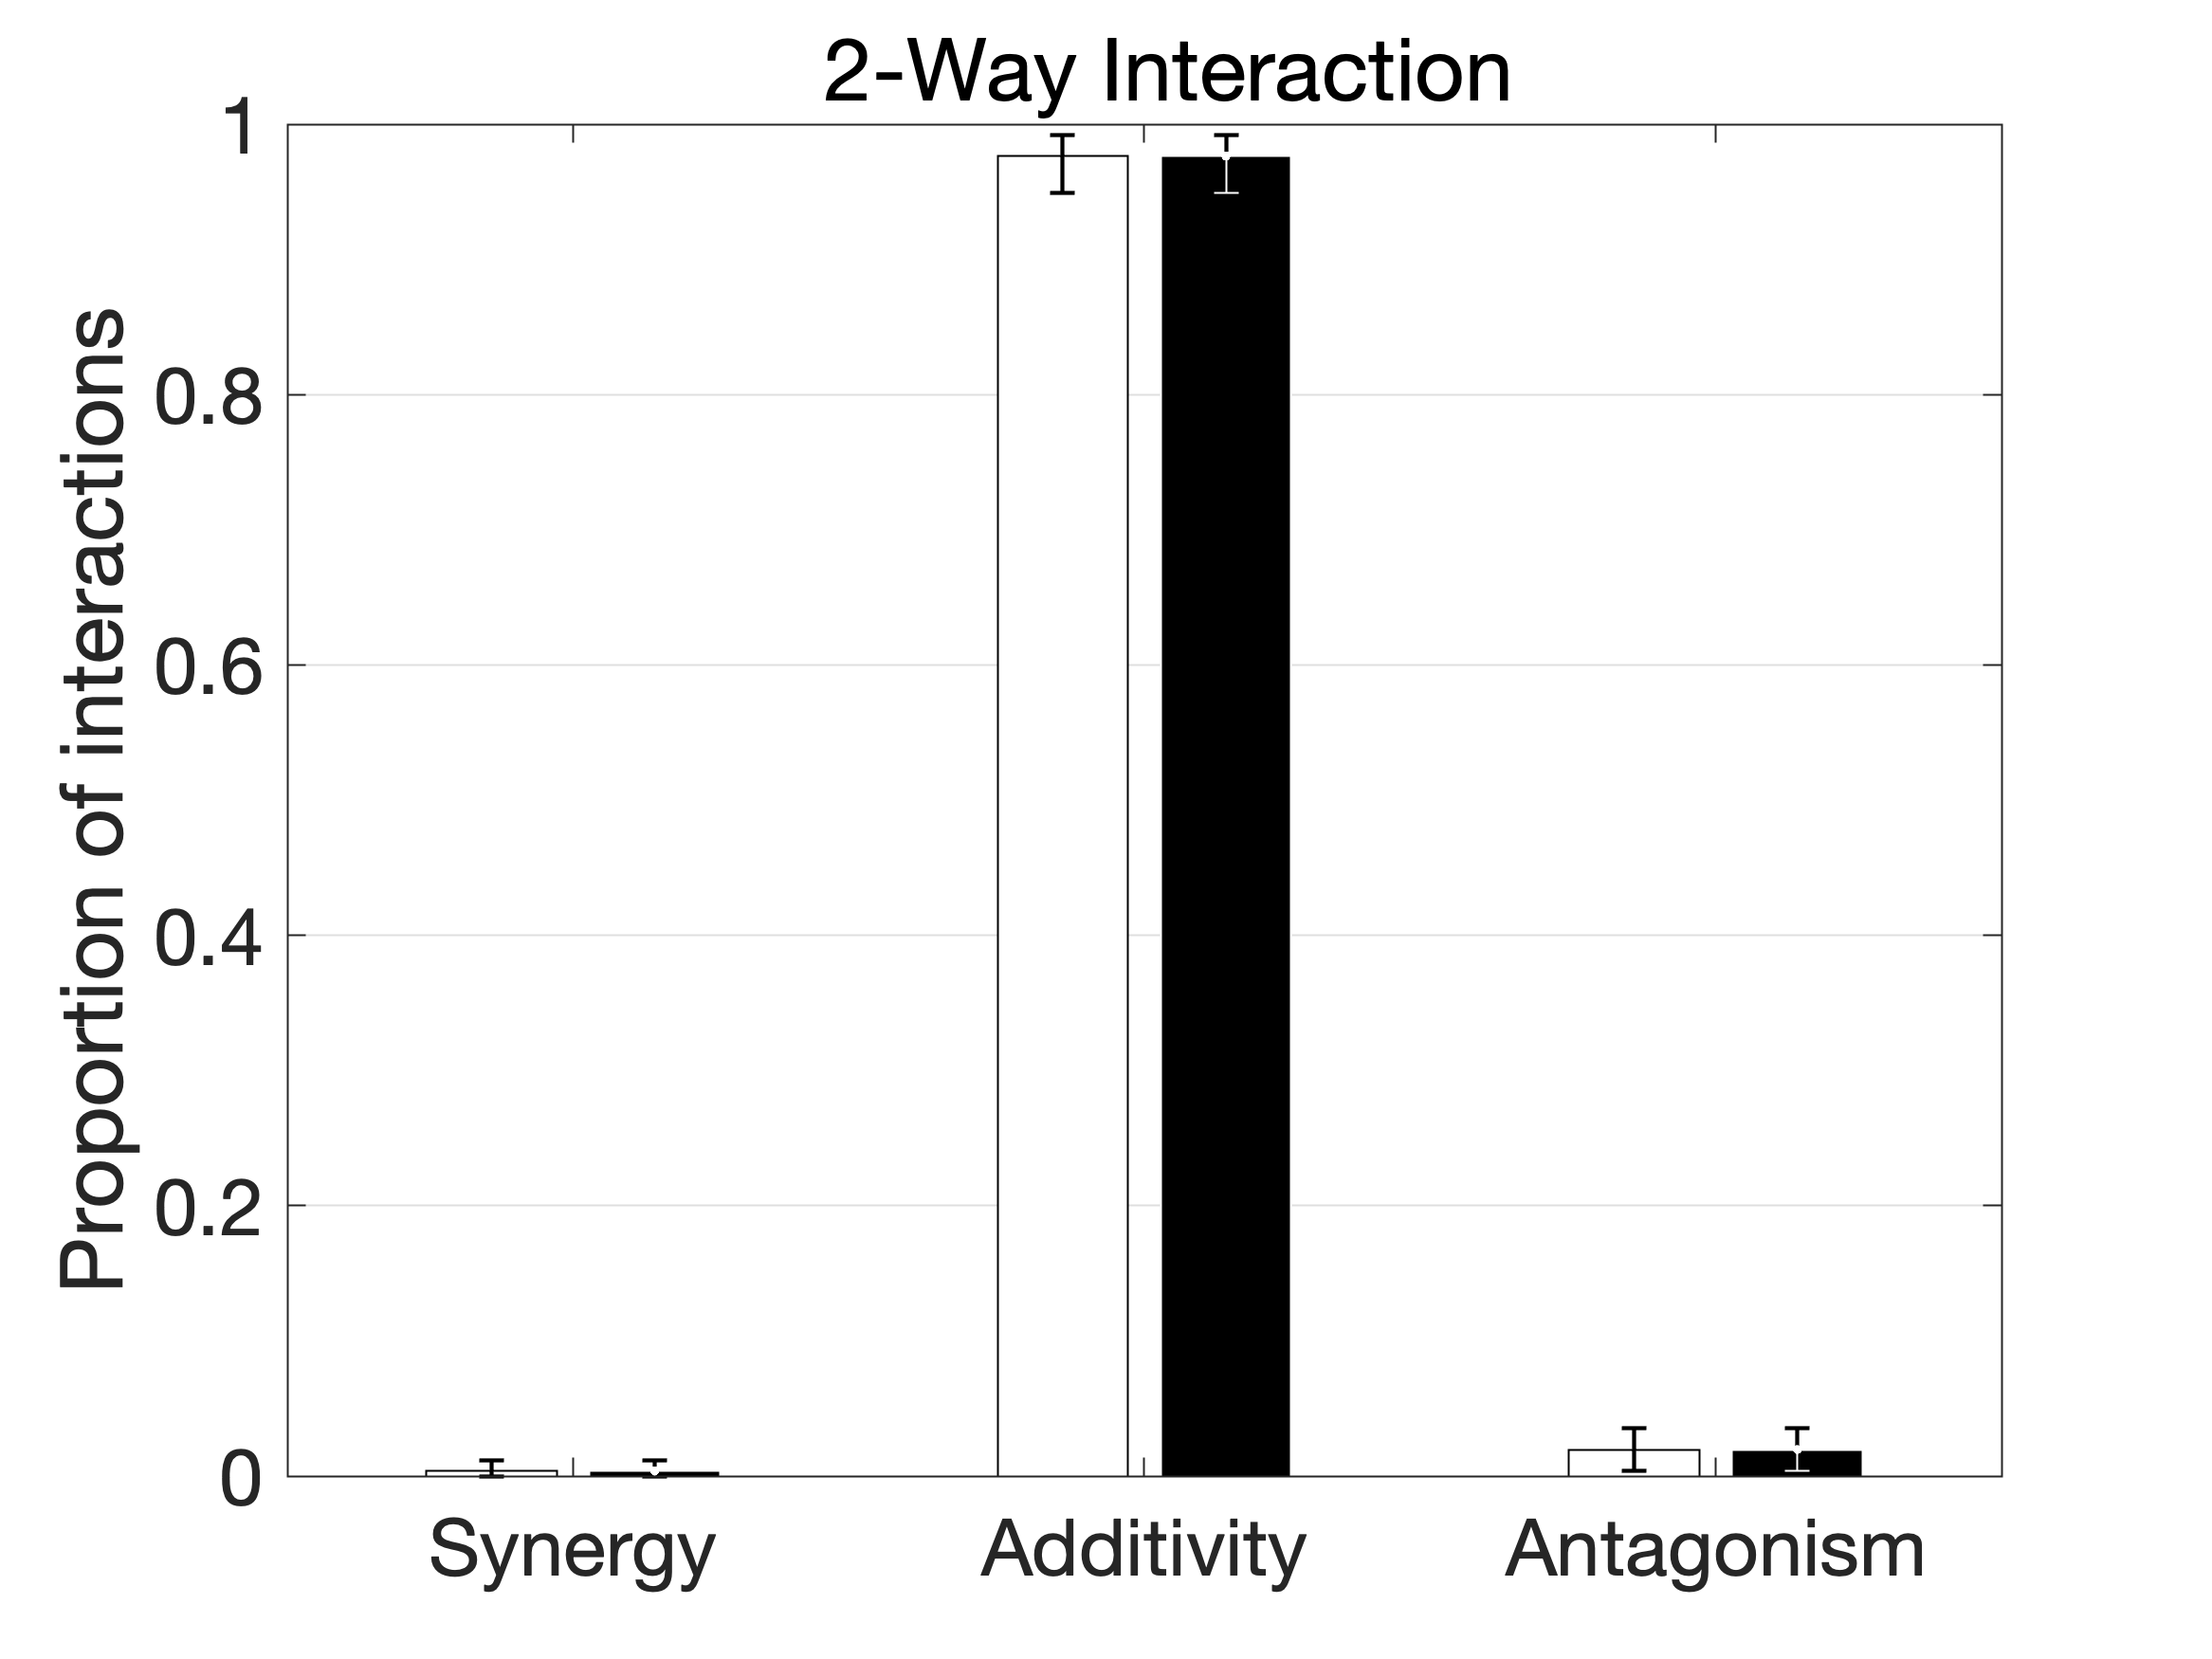 2-Way Interaction
Proportion of interactions
1
0.8
0.6
0.4
0.2
0
Synergy Additivity Antagonism